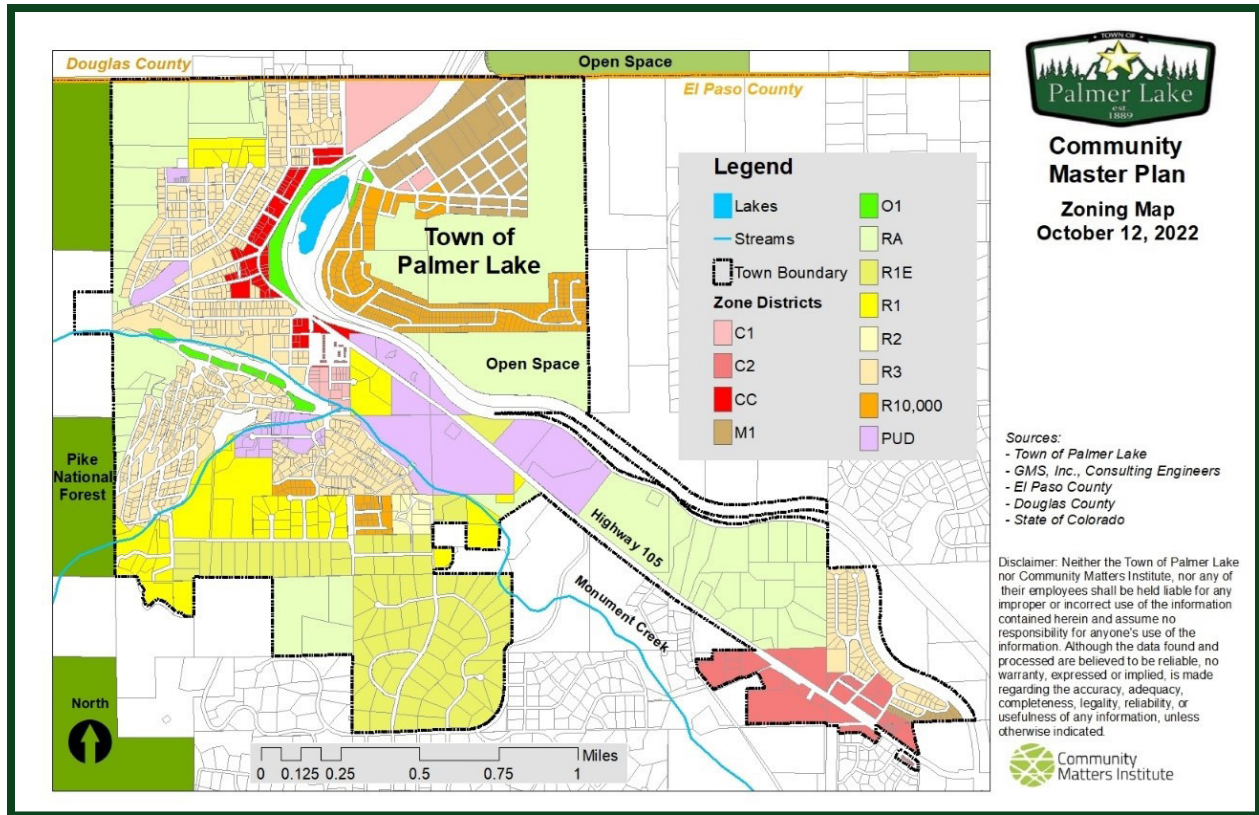 Douglas County
Open Space
El Paso County
Town of
Palmer Lake
Open Space
Pike
National
Forest
Highway 105
Monument Creek
North
0 0.125 0.25 0.5 0.75 1
Miles
Legend
Lakes
Streams
Town Boundary
Zone Districts
C1
C2
CC
M1
O1
RA
R1E
R1
R2
R3
R10,000
PUD
TOWN OF
Palmer Lake
est.
1889
Community
Master Plan
Zoning Map
October 12, 2022
Sources:
- Town of Palmer Lake
- GMS, Inc., Consulting Engineers
- El Paso County
- Douglas County
- State of Colorado
Disclaimer: Neither the Town of Palmer Lake
nor Community Matters Institute, nor any of
their employees shall be held liable for any
improper or incorrect use of the information
contained herein and assume no
responsibility for anyone's use of the
information. Although the data found and
processed are believed to be reliable, no
warranty, expressed or implied, is made
regarding the accuracy, adequacy,
completeness, legality, reliability, or
usefulness of any information, unless
otherwise indicated.
Community
Matters Institute